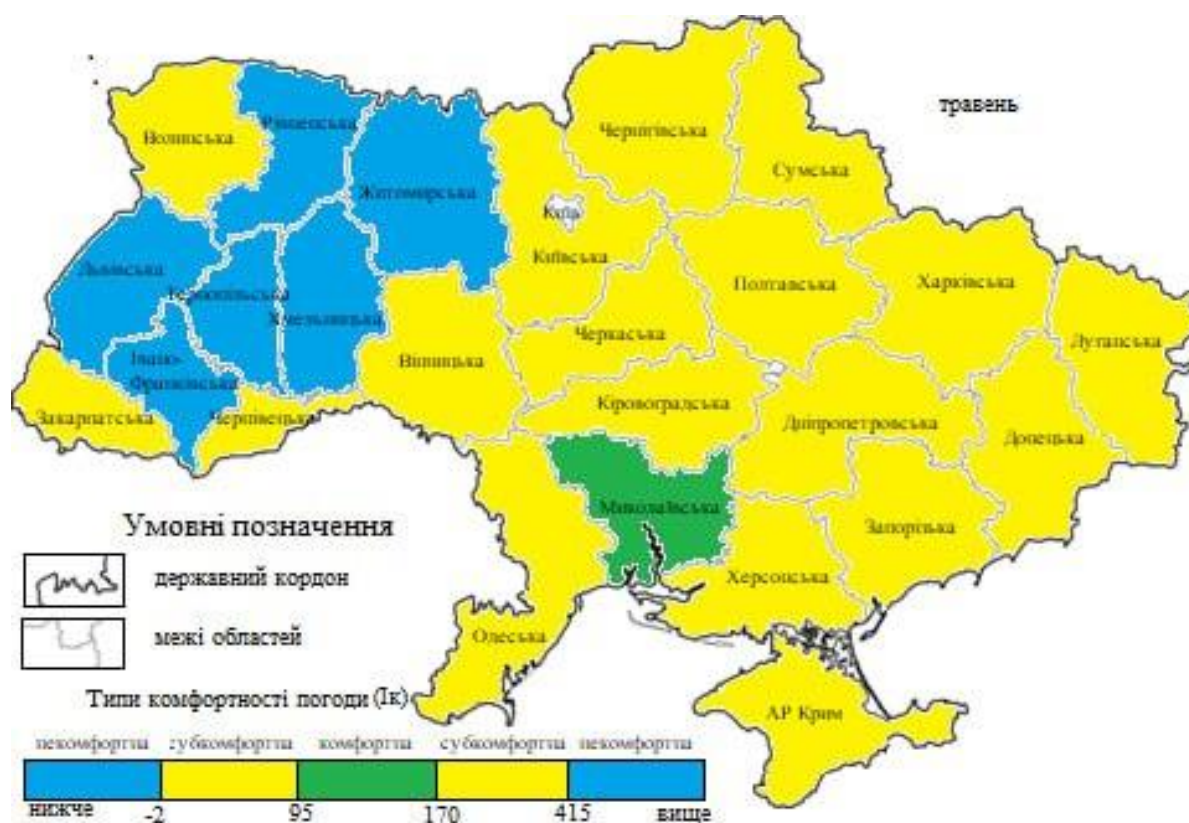 травень
Волинська
Рівненська
Житомирська
Чернігівська
Сумська
Київ
Київська
Львівська
Тернопільська
Хмельницька
Вінницька
Черкаська
Полтавська
Харківська
Луганська
Івано-
Франківська
Закарпатська
Чернівецька
Кіровоградська
Дніпропетровська
Донецька
Миколаївська
Запорізька
Херсонська
Одеська
АР Крим
Умовні позначення
державний кордон
межі областей
Типи комфортності погоди (Ік)
некомфортна субкомфортна комфортна субкомфортна некомфортна
нижче -2 95 170 415 вище